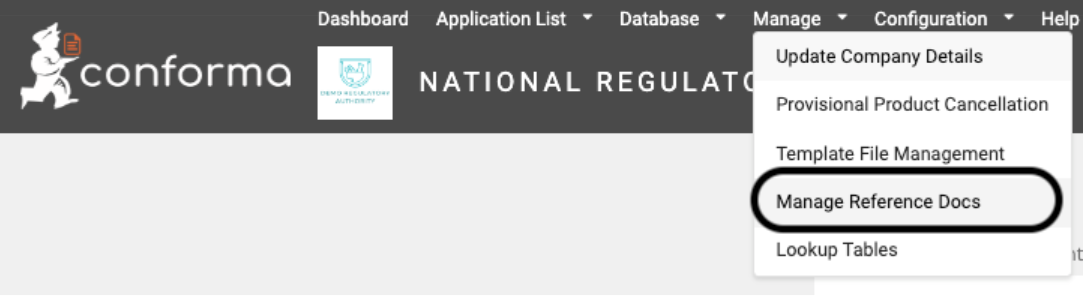 Dashboard Application List Database Manage Configuration Help
conforma
DEMO REGULATORY
AUTHORITY
NATIONAL REGULATO
Update Company Details
Provisional Product Cancellation
Template File Management
Manage Reference Docs
Lookup Tables